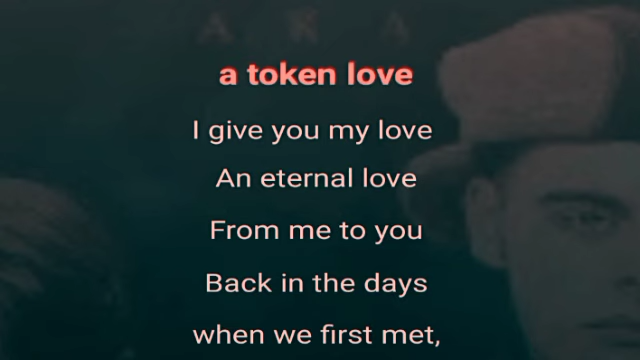 A K A
a token love
I give you my love
An eternal love
From me to you
Back in the days
when we first met,